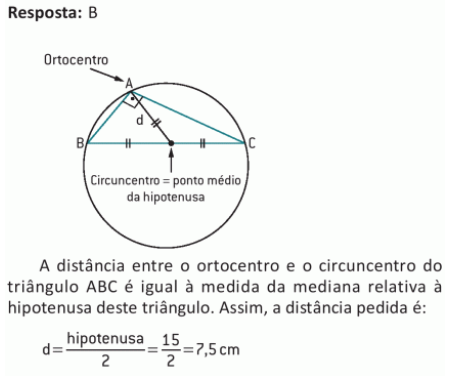 Resposta: B
Ortocentro
A
d
B
C
Circuncentro = ponto médio
da hipotenusa
A distância entre o ortocentro e o circuncentro do
triângulo ABC é igual à medida da mediana relativa à
hipotenusa deste triângulo. Assim, a distância pedida é:
d = hipotenusa/2 = 15/2 = 7,5 cm